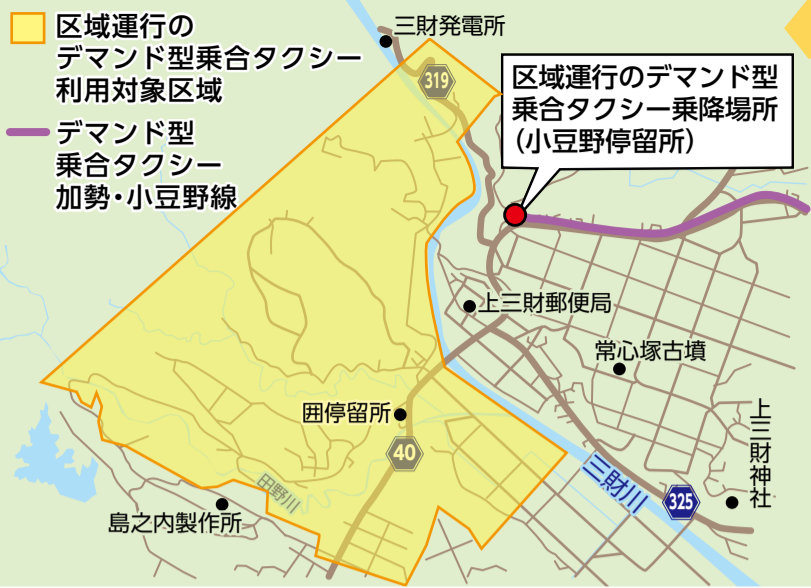 区域運行の
デマンド型乗合タクシー
利用対象区域
デマンド型
乗合タクシー
加勢・小豆野線
三財発電所
319
区域運行のデマンド型
乗合タクシー乗降場所
(小豆野停留所)
上三財郵便局
常心塚古墳
囲停留所
40
上三財神社
三財川
325
田野川
島之内製作所